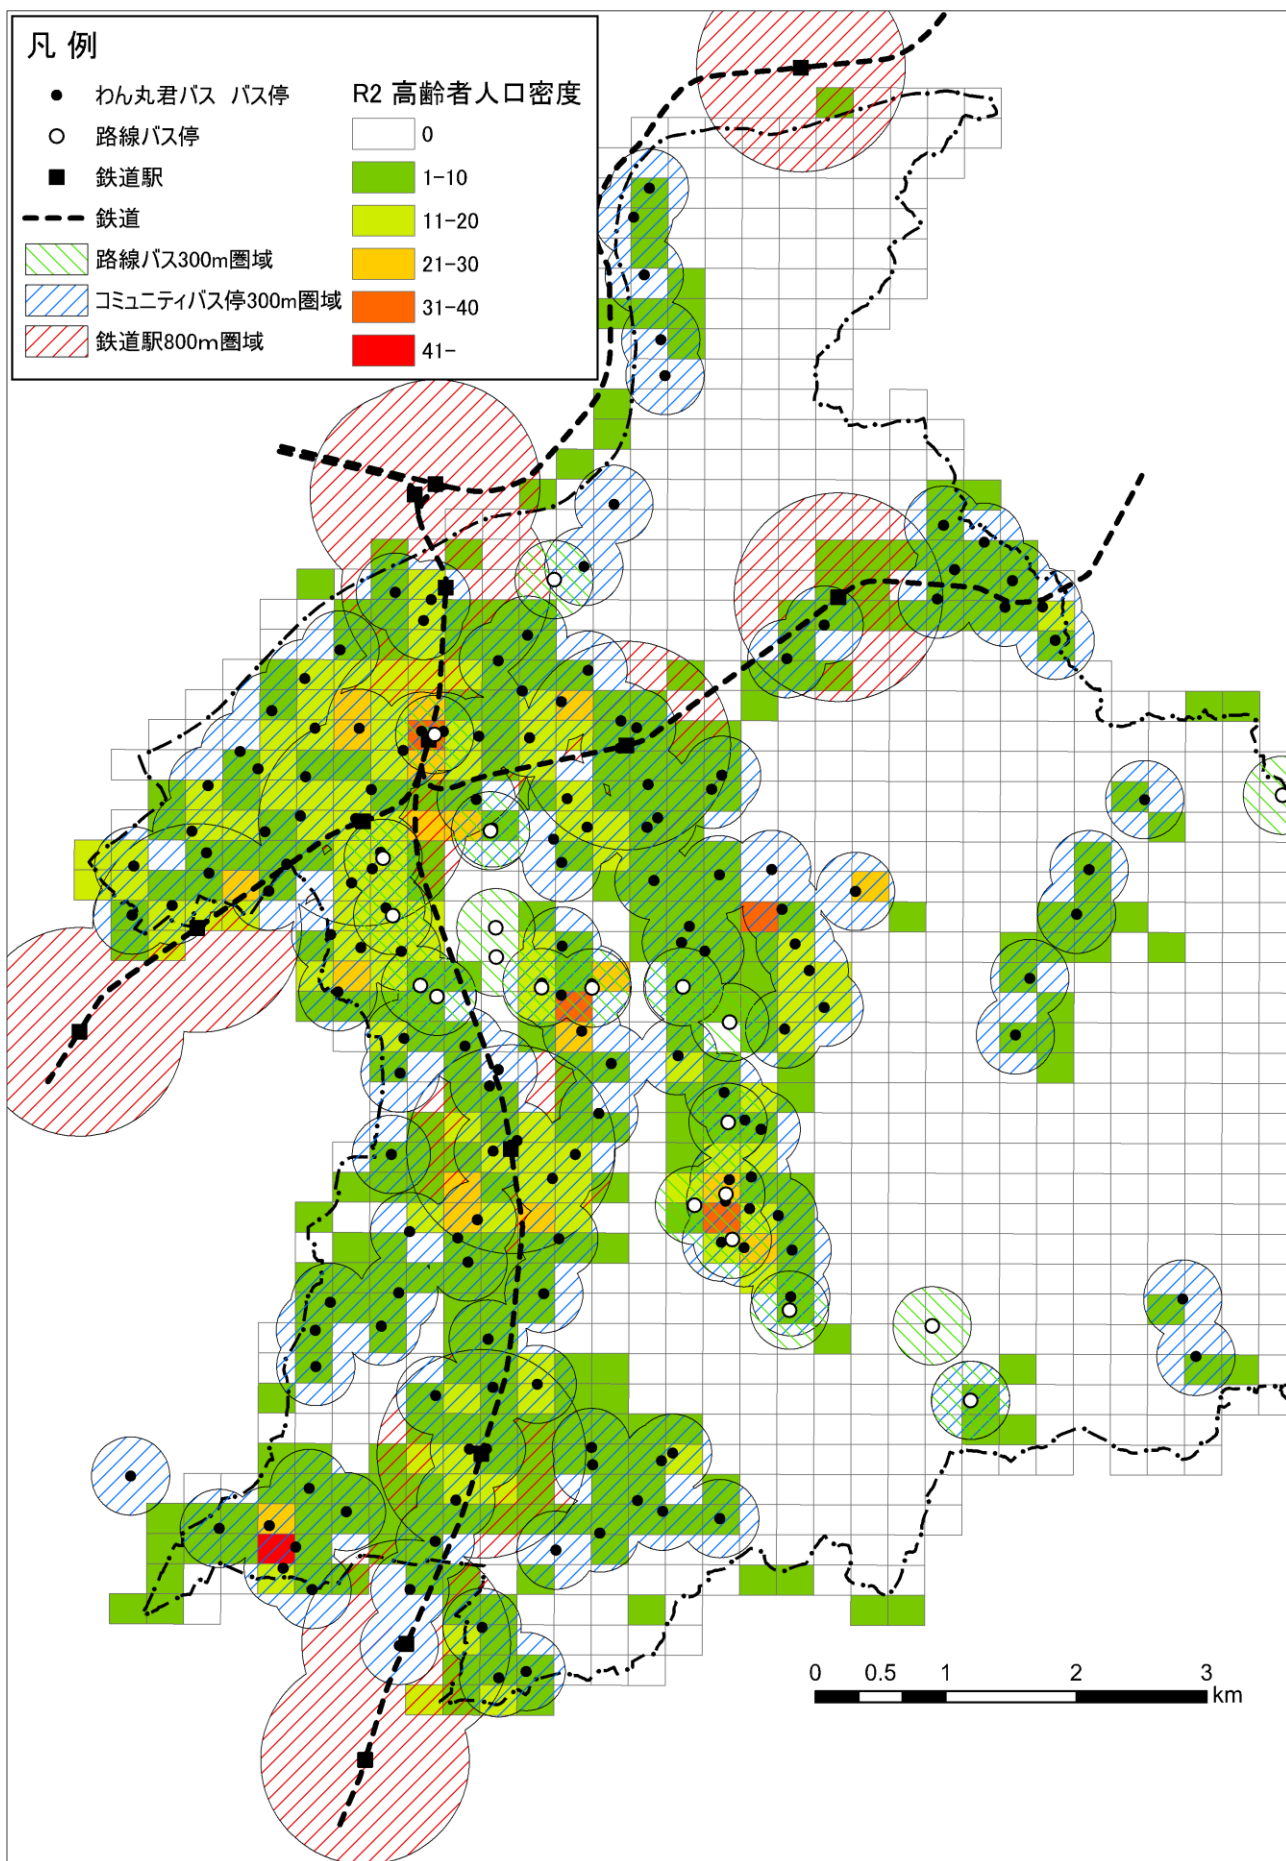 凡 例
わん丸君バス バス停
路線バス停
鉄道駅
鉄道
路線バス300m圏域
コミュニティバス停300m圏域
鉄道駅800m圏域
R2 高齢者人口密度
0
1-10
11-20
21-30
31-40
41-
0 0.5 1 2 3
km